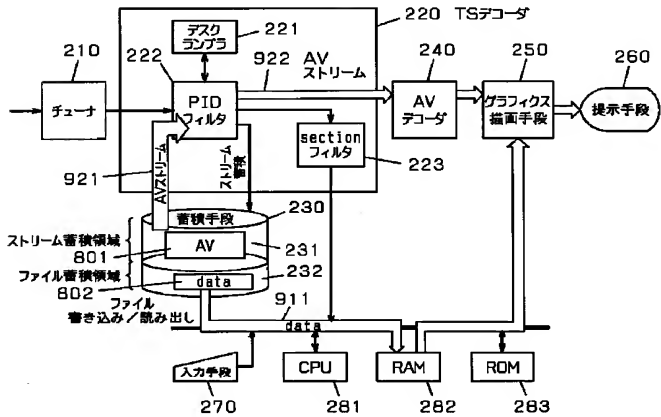 220 TSデコーダ
デスク
ランブラ
221
210
222
922 AV
ストリーム
240
250
260
チューナ
PID
フィルタ
AV
デコーダ
グラフィクス
描画手段
提示手段
section
フィルタ
223
921
AVストリーム
ストリーム
蓄積
230
蓄積手段
ストリーム蓄積領域
801
AV
231
ファイル蓄積領域
802
data
232
ファイル
書き込み/読み出し
911
data
入力手段
CPU
RAM
ROM
270
281
282
283